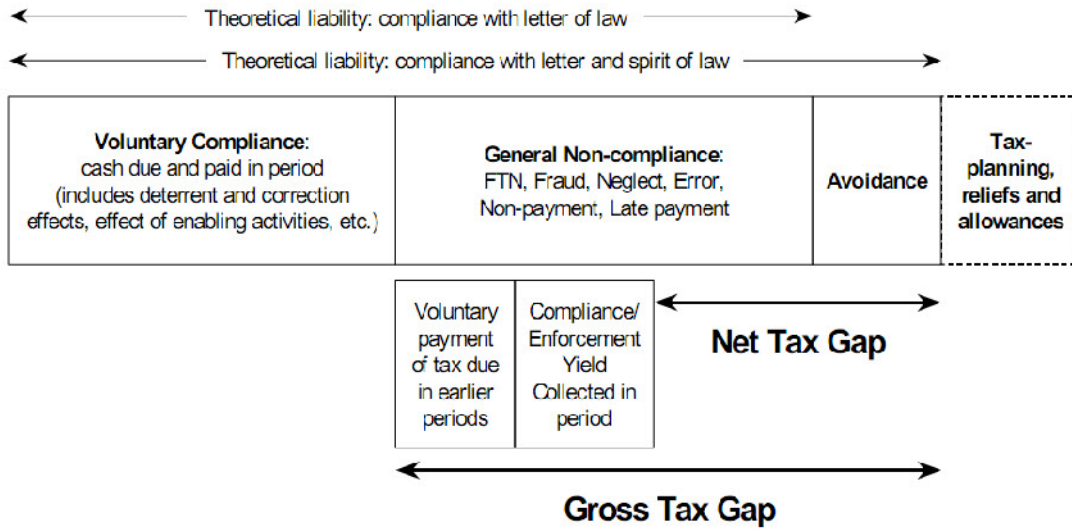 Theoretical liability: compliance with letter of law
Theoretical liability: compliance with letter and spirit of law
Voluntary Compliance:
cash due and paid in period
(includes deterrent and correction
effects, effect of enabling activities, etc.)
General Non-compliance:
FTN, Fraud, Neglect, Error,
Non-payment, Late payment
Avoidance
Tax-
planning,
reliefs and
allowances
Voluntary
payment
of tax due
in earlier
periods
Compliance/
Enforcement
Yield
Collected in
period
Net Tax Gap
Gross Tax Gap